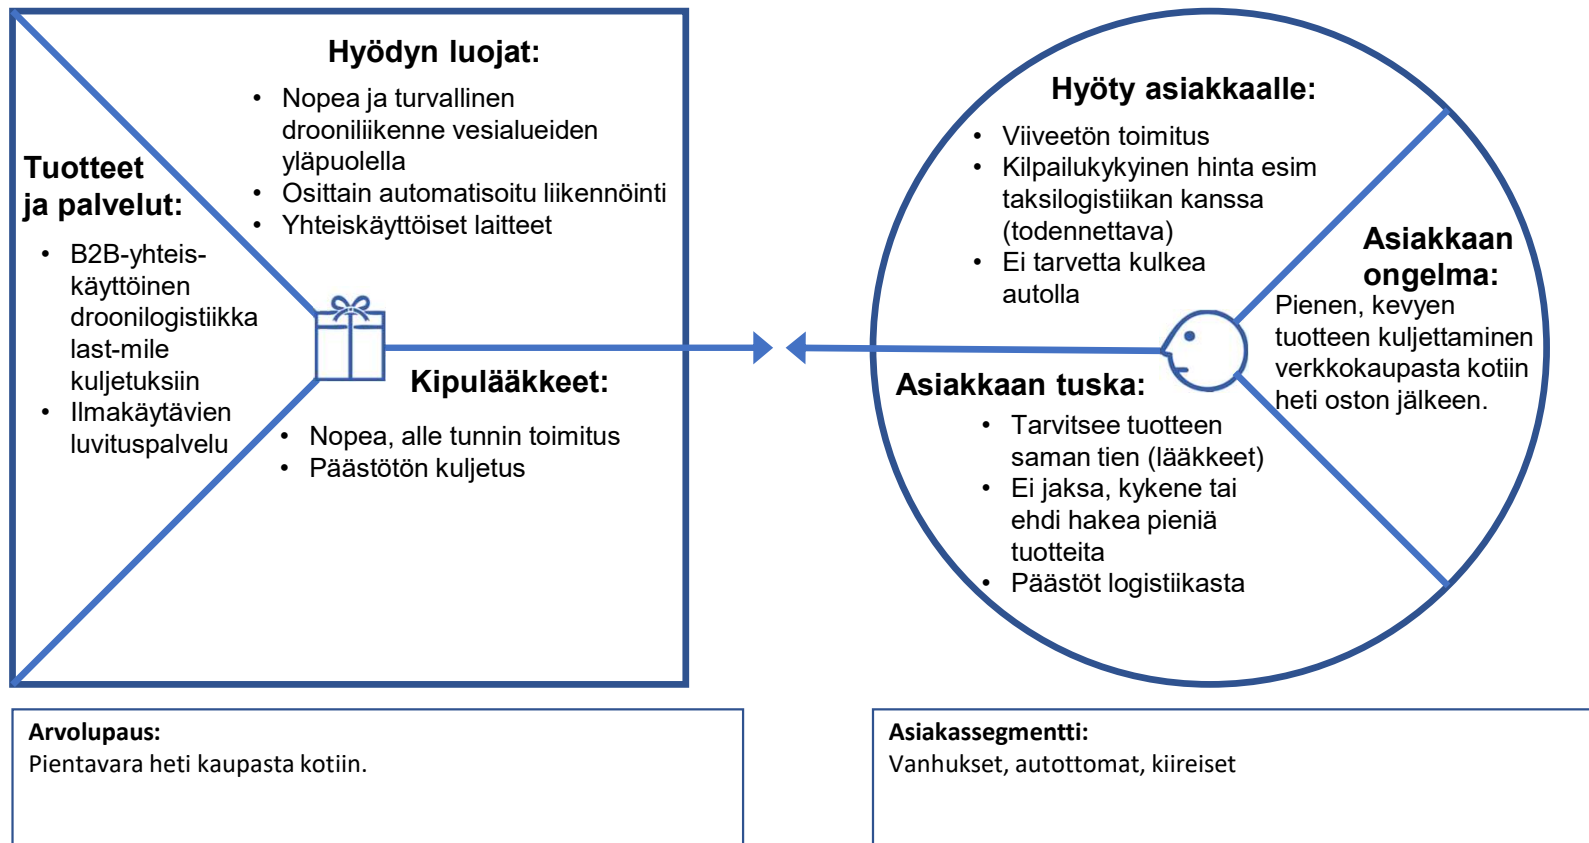 Hyödyn luojat:
• Nopea ja turvallinen
drooniliikenne vesialueiden
yläpuolella
• Osittain automatisoitu liikennöinti
• Yhteiskäyttöiset laitteet
Tuotteet
ja palvelut:
• B2B-yhteis-
käyttöinen
droonilogistiikka
last-mile
kuljetuksiin
• Ilmakäytävien
luvituspalvelu
Kipulääkkeet:
• Nopea, alle tunnin toimitus
• Päästötön kuljetus
Hyöty asiakkaalle:
• Viiveetön toimitus
• Kilpailukykyinen hinta esim
taksilogistiikan kanssa
(todennettava)
• Ei tarvetta kulkea
autolla
Asiakkaan
ongelma:
Pienen, kevyen
tuotteen kuljettaminen
verkkokaupasta kotiin
heti oston jälkeen.
Asiakkaan tuska:
• Tarvitsee tuotteen
saman tien (lääkkeet)
• Ei jaksa, kykene tai
ehdi hakea pieniä
tuotteita
• Päästöt logistiikasta
Arvolupaus:
Pientavara heti kaupasta kotiin.
Asiakassegmentti:
Vanhukset, autottomat, kiireiset